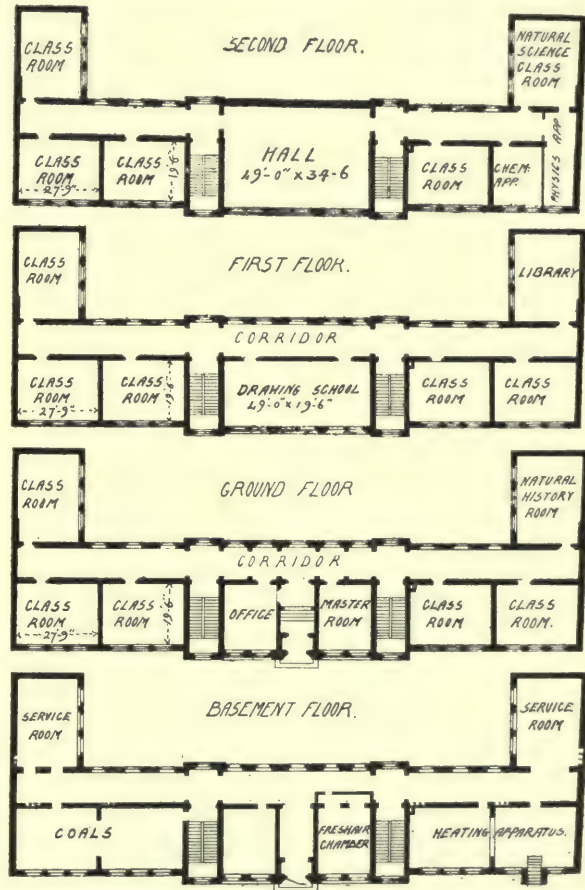 SECOND FLOOR.
CLASS
ROOM
NATURAL
SCIENCE
CLASS
ROOM
CLASS
ROOM
27'-9"
CLASS
ROOM
19'-6"
HALL
49'-0" x 34-6
CLASS
ROOM
CHEM:
APP.
PHYSICS APP
FIRST FLOOR.
CLASS
ROOM
LIBRARY
CORRIDOR
CLASS
ROOM
27'-9"
CLASS
ROOM
19'-6"
DRAWING SCHOOL
49'-0" x 19'-6"
CLASS
ROOM
CLASS
ROOM
GROUND FLOOR
CLASS
ROOM
NATURAL
HISTORY
ROOM
CORRIDOR
CLASS
ROOM
27'-9"
CLASS
ROOM
19'-6"
OFFICE
MASTER
ROOM
CLASS
ROOM
CLASS
ROOM.
BASEMENT FLOOR.
SERVICE
ROOM
SERVICE
ROOM
COALS
FRESHAIR
CHAMBER
HEATING APPARATUS.